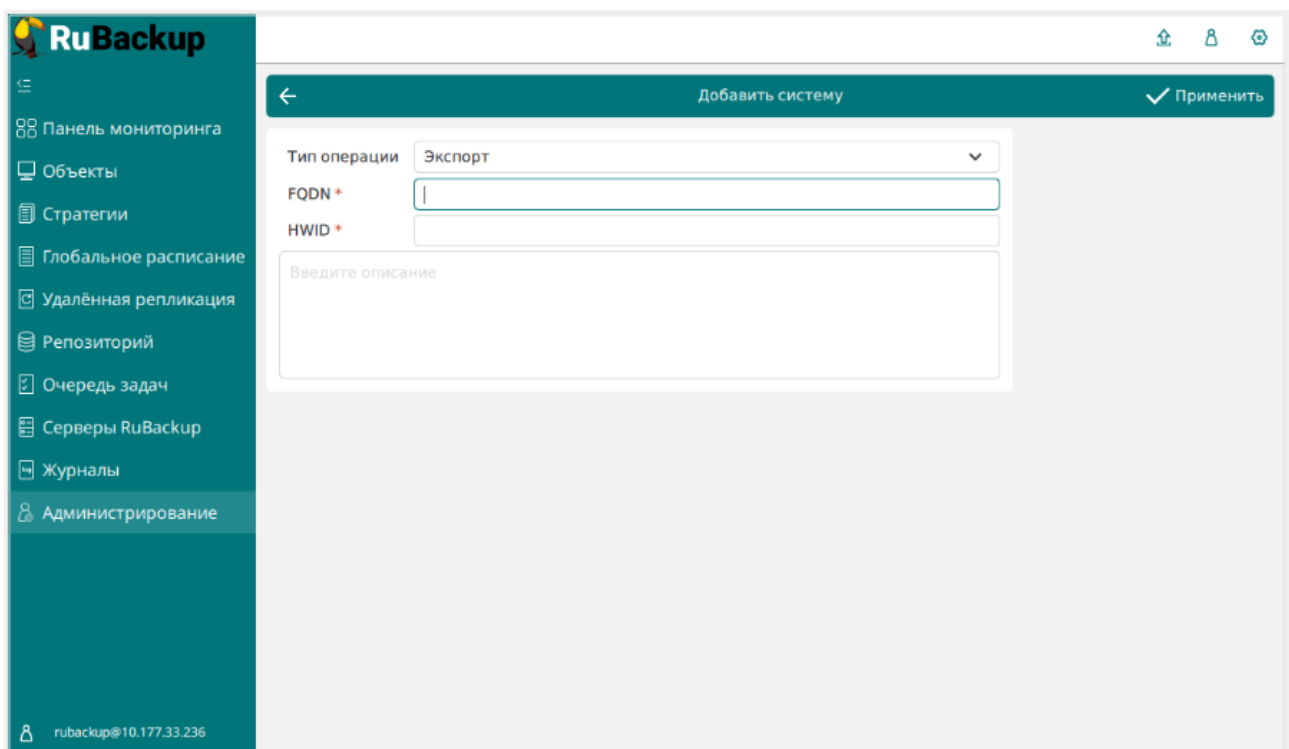 RuBackup
Добавить систему
Применить
Панель мониторинга
Объекты
Стратегии
Глобальное расписание
Удалённая репликация
Репозиторий
Очередь задач
Серверы RuBackup
Журналы
Администрирование
rubackup@10.177.33.236
Тип операции Экспорт
FQDN *
HWID *
Введите описание